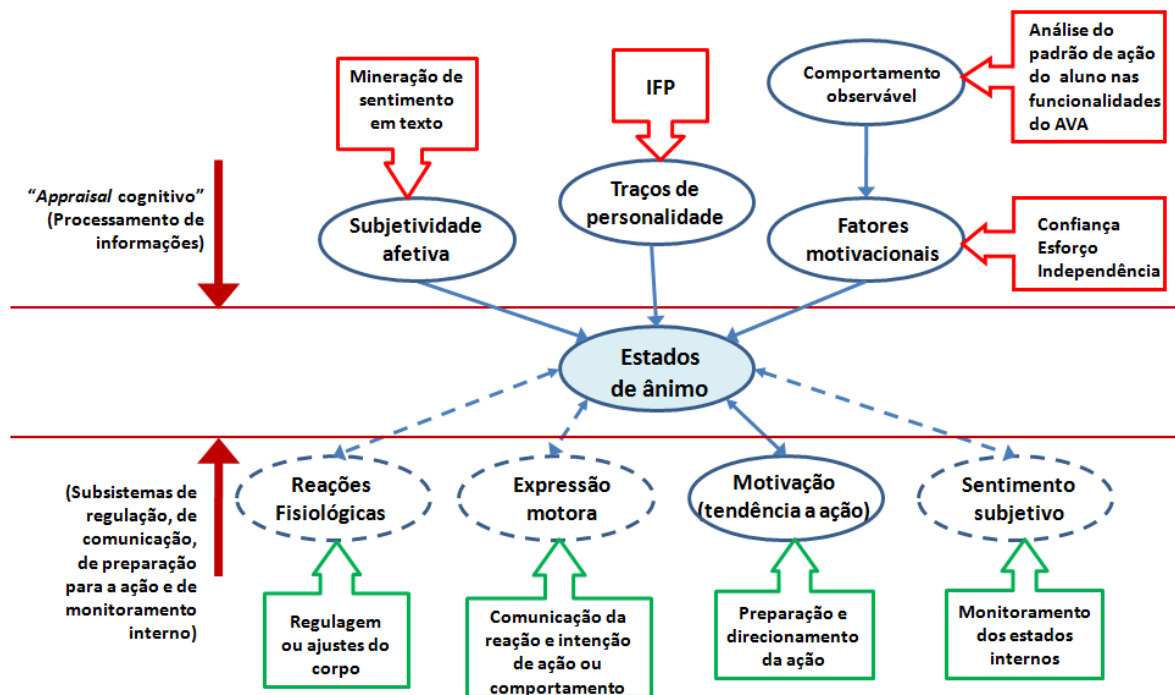 Mineração de
sentimento
em texto
IFP
Comportamento
observável
Análise do
padrão de ação
do aluno nas
funcionalidades
do AVA
“Appraisal cognitivo”
(Processamento de
informações)
Subjetividade
afetiva
Traços de
personalidade
Fatores
motivacionais
Confiança
Esforço
Independência
Estados
de ânimo
(Subsistemas de
regulação, de
comunicação,
de preparação
para a ação e de
monitoramento
interno)
Reações
Fisiológicas
Expressão
motora
Motivação
(tendência a ação)
Sentimento
subjetivo
Regulagem
ou ajustes do
corpo
Comunicação da
reação e intenção
de ação ou
comportamento
Preparação e
direcionamento
da ação
Monitoramento
dos estados
internos